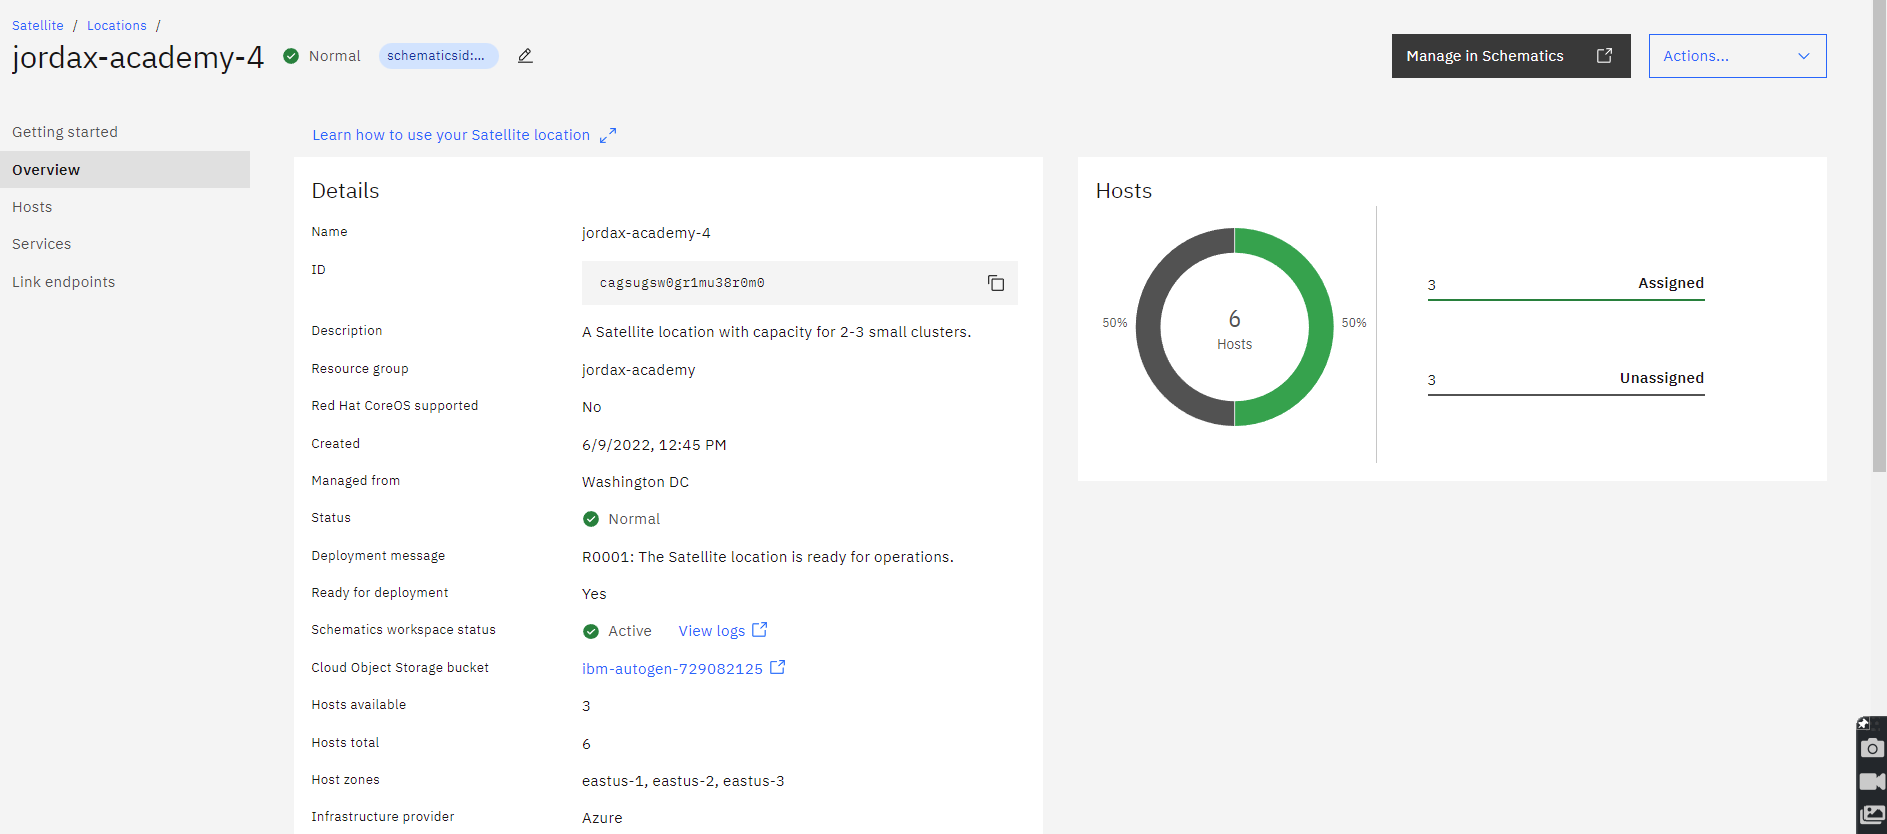 Satellite / Locations /
jordax-academy-4 Normal schematicsid:...
Manage in Schematics
Actions...
Getting started
Overview
Hosts
Services
Link endpoints
Learn how to use your Satellite location
Details
Name jordax-academy-4
ID cagsugsw0gr1mu38r0m0
Description A Satellite location with capacity for 2-3 small clusters.
Resource group jordax-academy
Red Hat CoreOS supported No
Created 6/9/2022, 12:45 PM
Managed from Washington DC
Status Normal
Deployment message R0001: The Satellite location is ready for operations.
Ready for deployment Yes
Schematics workspace status Active View logs
Cloud Object Storage bucket ibm-autogen-729082125
Hosts available 3
Hosts total 6
Host zones eastus-1, eastus-2, eastus-3
Infrastructure provider Azure
Hosts
50%
6
Hosts
50%
3 Assigned
3 Unassigned